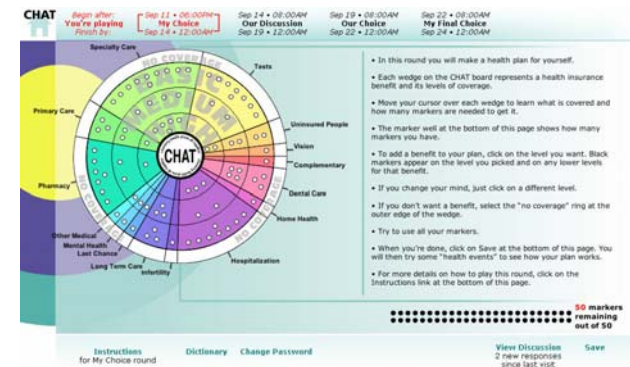 CHAT
Begin after:
You're playing
Finish by:
Sep 11 • 06:00PM
My Choice
Sep 14 • 12:00AM
Sep 14 • 08:00AM
Our Discussion
Sep 19 • 12:00AM
Sep 19 • 08:00AM
Our Choice
Sep 22 • 12:00AM
Sep 22 • 08:00AM
My Final Choice
Sep 24 • 12:00AM
Specialty Care
Tests
Uninsured People
Vision
Complementary
Dental Care
Home Health
Hospitalization
Infertility
Long Term Care
Last Chance
Mental Health
Other Medical
Pharmacy
Primary Care
NO COVERAGE
BASIC
MEDIUM
HIGH
CHAT
NO COVERAGE
NO COVERAGE
• In this round you will make a health plan for yourself.
• Each wedge on the CHAT board represents a health insurance
benefit and its levels of coverage.
• Move your cursor over each wedge to learn what is covered and
how many markers are needed to get it.
• The marker well at the bottom of this page shows how many
markers you have.
• To add a benefit to your plan, click on the level you want. Black
markers appear on the level you picked and on any lower levels
for that benefit.
• If you change your mind, just click on a different level.
• If you don't want a benefit, select the "no coverage" ring at the
outer edge of the wedge.
• Try to use all your markers.
• When you're done, click on Save at the bottom of this page. You
will then try some "health events" to see how your plan works.
• For more details on how to play this round, click on the
Instructions link at the bottom of this page.
50 markers
remaining
out of 50
Instructions
for My Choice round
Dictionary
Change Password
View Discussion
2 new responses
since last visit
Save